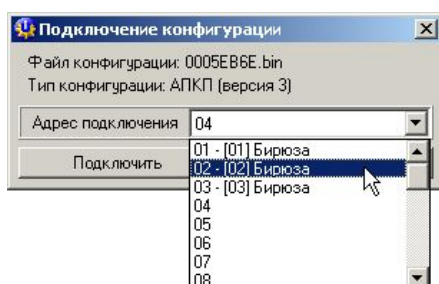 Подключение конфигурации
Файл конфигурации: 0005EB6E.bin
Тип конфигурации: АПКП (версия 3)
Адрес подключения 04
Подключить
01 - [01] Бирюза
02 - [02] Бирюза
03 - [03] Бирюза
04
05
06
07
08